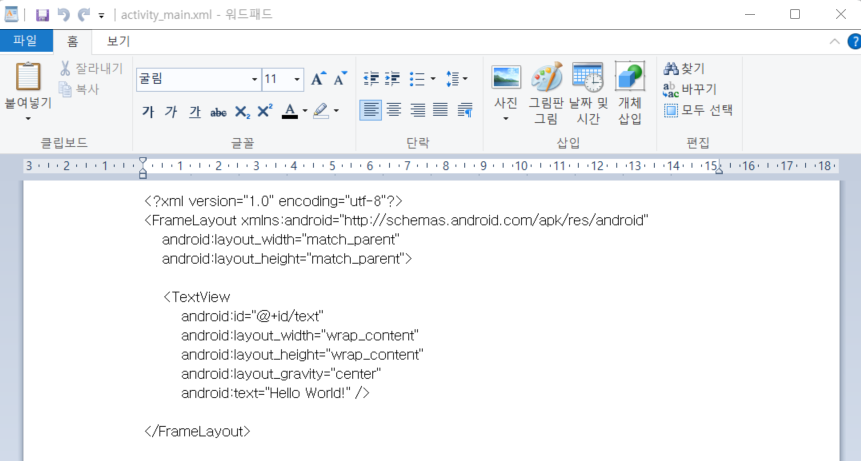 activity_main.xml - 워드패드
파일 홈 보기
붙여넣기
잘라내기
복사
클립보드
굴림 11
가 가 가 abc X₂ X² A
글꼴
단락
사진
그림판 그림
날짜 및 시간
개체 삽입
삽입
찾기
바꾸기
모두 선택
편집
3 2 1 1 2 3 4 5 6 7 8 9 10 11 12 13 14 15 16 17 18
<?xml version="1.0" encoding="utf-8"?>
<FrameLayout xmlns:android="http://schemas.android.com/apk/res/android"
    android:layout_width="match_parent"
    android:layout_height="match_parent">

    <TextView
        android:id="@+id/text"
        android:layout_width="wrap_content"
        android:layout_height="wrap_content"
        android:layout_gravity="center"
        android:text="Hello World!" />

</FrameLayout>